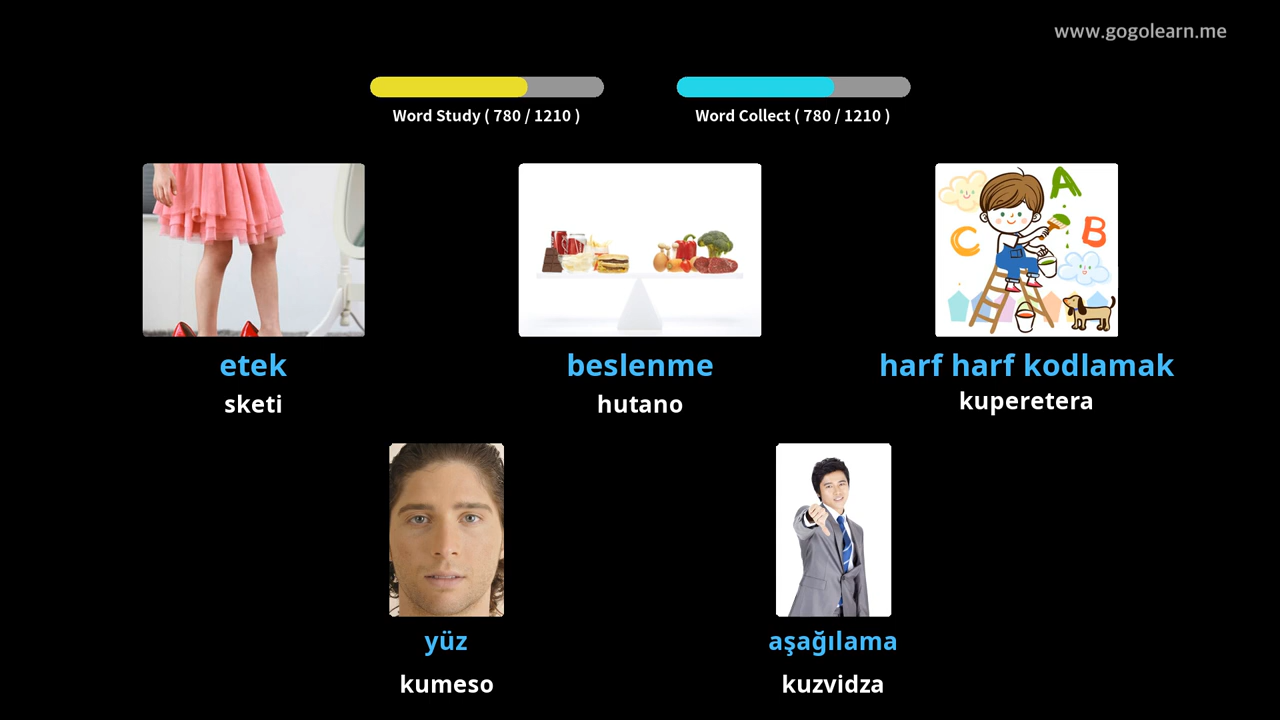 www.gogolearn.me
Word Study ( 780 / 1210 )
Word Collect ( 780 / 1210 )
A
B
C
etek
beslenme
harf harf kodlamak
sketi
hutano
kuperetera
yüz
aşağılama
kumeso
kuzvidza